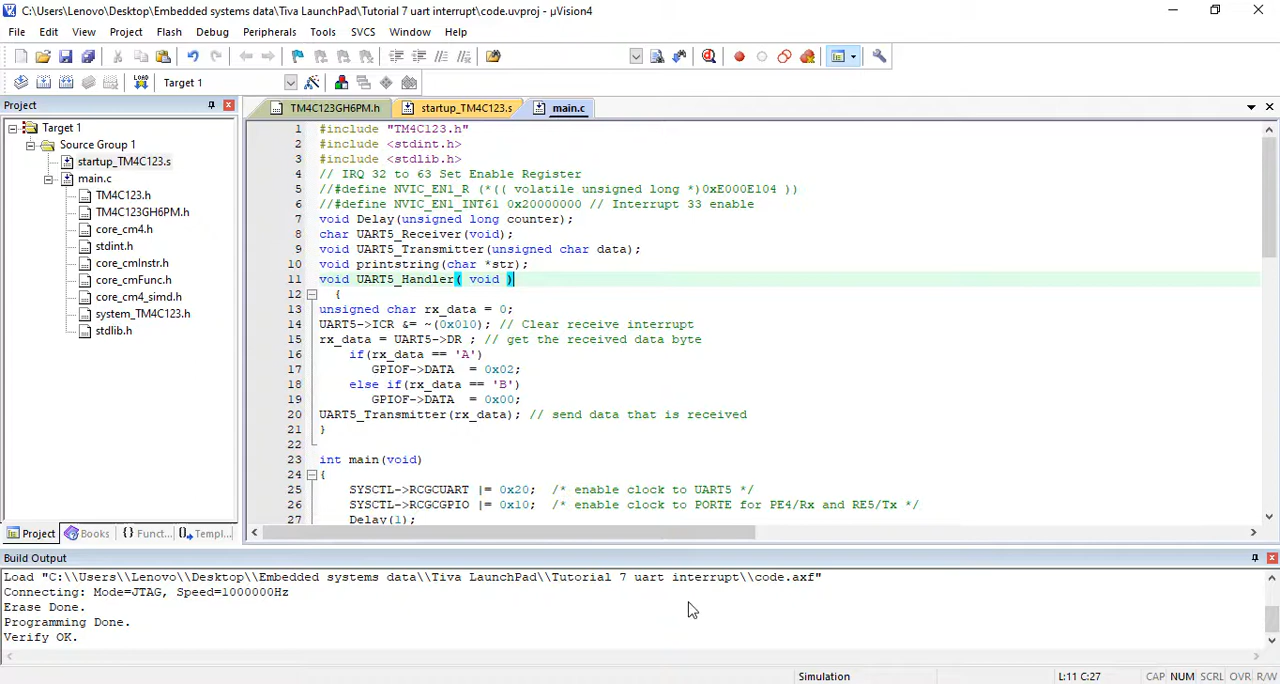 C:\Users\Lenovo\Desktop\Embedded systems data\Tiva LaunchPad\Tutorial 7 uart interrupt\code.uvproj - µVision4
File Edit View Project Flash Debug Peripherals Tools SVCS Window Help
LOAD Target 1
Project
TM4C123GH6PM.h startup_TM4C123.s main.c
Target 1
Source Group 1
startup_TM4C123.s
main.c
TM4C123.h
TM4C123GH6PM.h
core_cm4.h
stdint.h
core_cmInstr.h
core_cmFunc.h
core_cm4_simd.h
system_TM4C123.h
stdlib.h
1 #include "TM4C123.h"
2 #include <stdint.h>
3 #include <stdlib.h>
4 // IRQ 32 to 63 Set Enable Register
5 //#define NVIC_EN1_R (*(( volatile unsigned long *)0xE000E104 ))
6 //#define NVIC_EN1_INT61 0x20000000 // Interrupt 33 enable
7 void Delay(unsigned long counter);
8 char UART5_Receiver(void);
9 void UART5_Transmitter(unsigned char data);
10 void printstring(char *str);
11 void UART5_Handler( void )
12 {
13 unsigned char rx_data = 0;
14 UART5->ICR &= ~(0x010); // Clear receive interrupt
15 rx_data = UART5->DR ; // get the received data byte
16 if(rx_data == 'A')
17 GPIOF->DATA = 0x02;
18 else if(rx_data == 'B')
19 GPIOF->DATA = 0x00;
20 UART5_Transmitter(rx_data); // send data that is received
21 }
22
23 int main(void)
24 {
25 SYSCTL->RCGCUART |= 0x20; /* enable clock to UART5 */
26 SYSCTL->RCGCGPIO |= 0x10; /* enable clock to PORTE for PE4/Rx and RE5/Tx */
27 Delay(1);
Project Books {} Funct... Templ...
Build Output
Load "C:\\Users\\Lenovo\\Desktop\\Embedded systems data\\Tiva LaunchPad\\Tutorial 7 uart interrupt\\code.axf"
Connecting: Mode=JTAG, Speed=1000000Hz
Erase Done.
Programming Done.
Verify OK.
Simulation L:11 C:27 CAP NUM SCRL OVR R/W